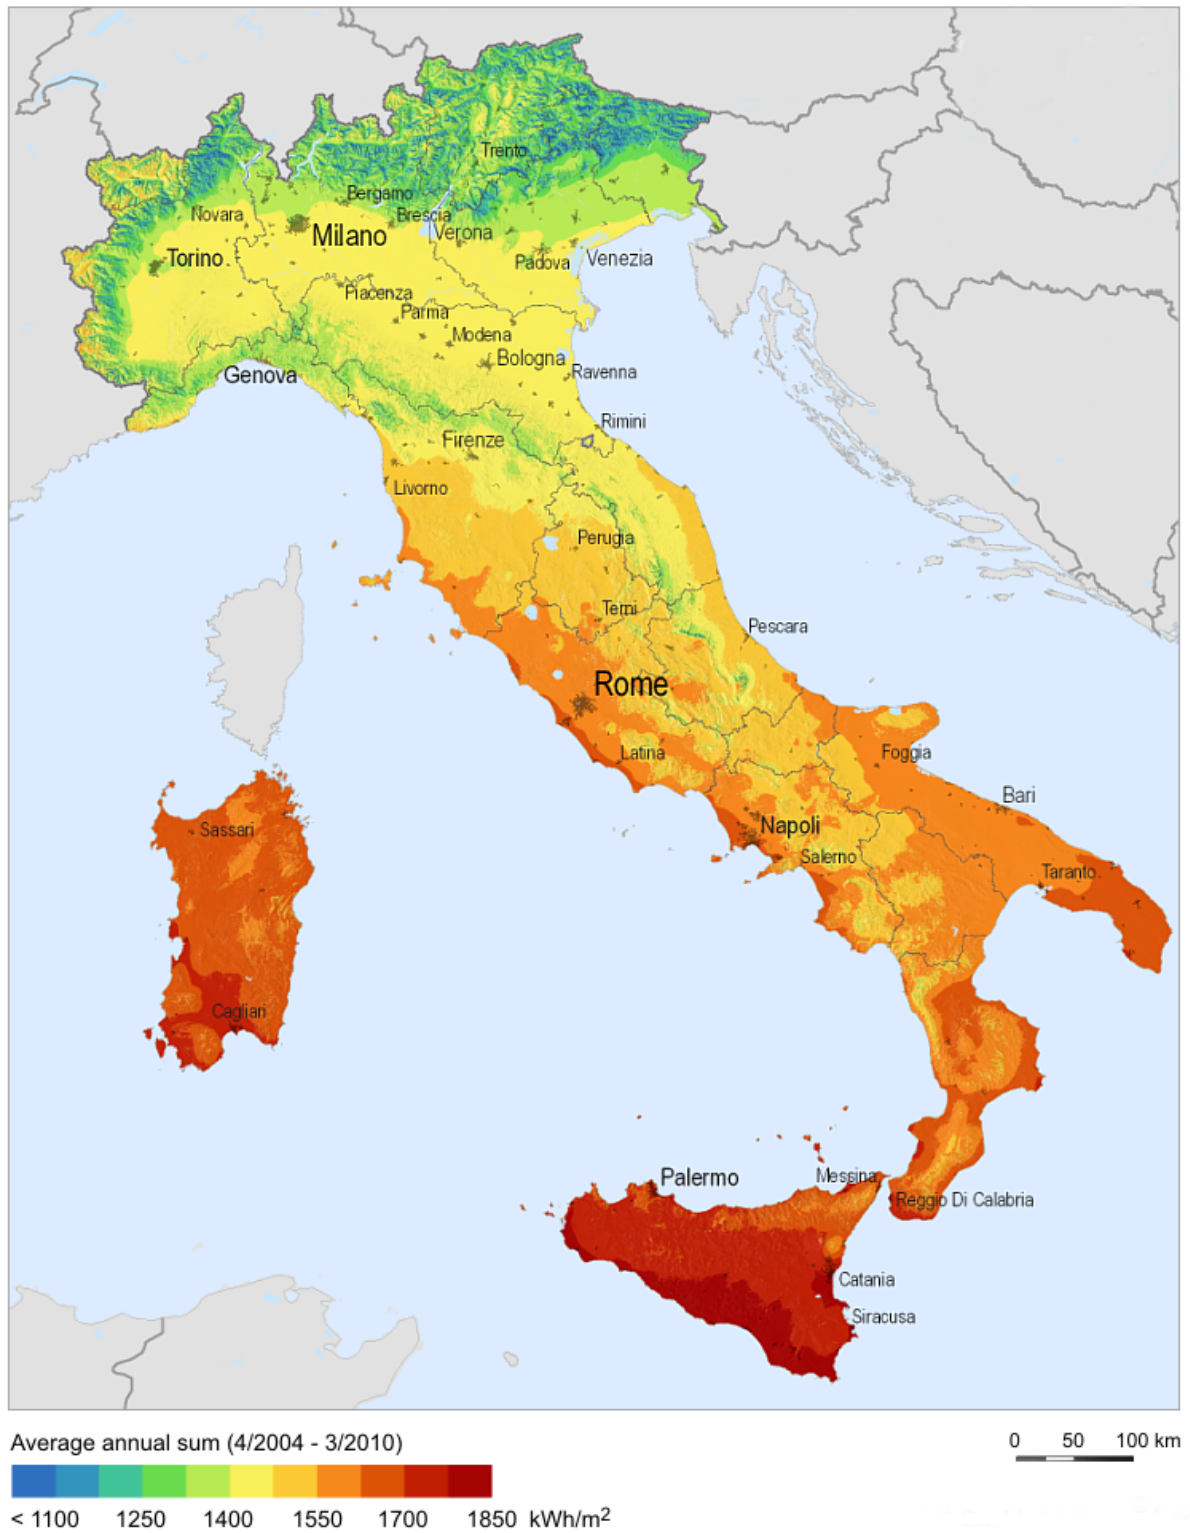 Trento
Bergamo
Novara
Brescia
Milano
Verona
Torino
Padova
Venezia
Piacenza
Parma
Modena
Bologna
Genova
Ravenna
Rimini
Firenze
Livorno
Perugia
Terni
Pescara
Rome
Latina
Foggia
Bari
Napoli
Sassari
Salerno
Taranto
Cagliari
Palermo
Messina
Reggio Di Calabria
Catania
Siracusa
Average annual sum (4/2004 - 3/2010)
0 50 100 km
< 1100 1250 1400 1550 1700 1850 kWh/m²